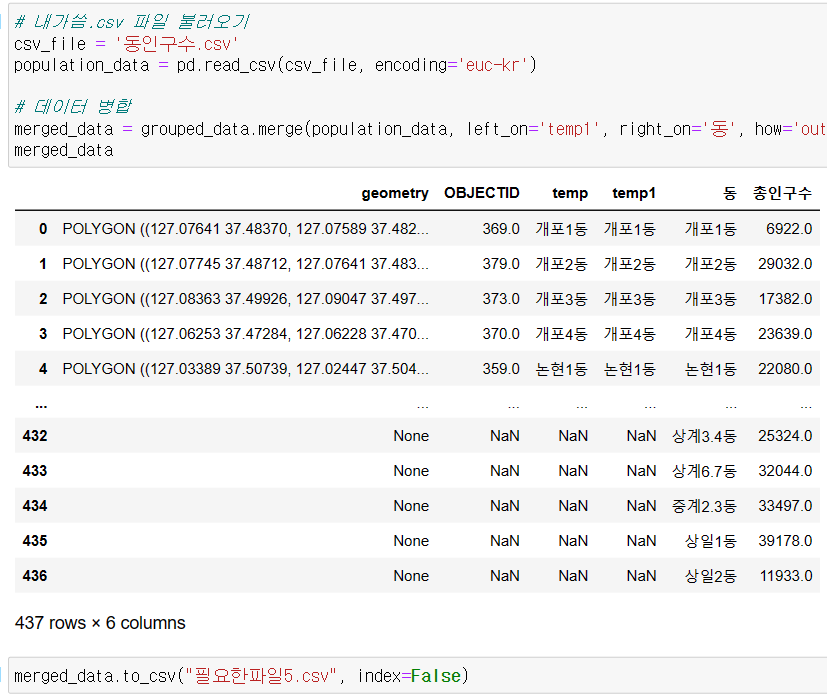 # 내가씀.csv 파일 불러오기
csv_file = '동인구수.csv'
population_data = pd.read_csv(csv_file, encoding='euc-kr')
# 데이터 병합
merged_data = grouped_data.merge(population_data, left_on='temp1', right_on='동', how='out
merged_data
geometry OBJECTID temp temp1 동 총인구수
0 POLYGON ((127.07641 37.48370, 127.07589 37.482... 369.0 개포1동 개포1동 개포1동 6922.0
1 POLYGON ((127.07745 37.48712, 127.07641 37.483... 379.0 개포2동 개포2동 개포2동 29032.0
2 POLYGON ((127.08363 37.49926, 127.09047 37.497... 373.0 개포3동 개포3동 개포3동 17382.0
3 POLYGON ((127.06253 37.47284, 127.06228 37.470... 370.0 개포4동 개포4동 개포4동 23639.0
4 POLYGON ((127.03389 37.50739, 127.02447 37.504... 359.0 논현1동 논현1동 논현1동 22080.0
... ... ... ... ... ... ...
432 None NaN NaN NaN 상계3.4동 25324.0
433 None NaN NaN NaN 상계6.7동 32044.0
434 None NaN NaN NaN 중계2.3동 33497.0
435 None NaN NaN NaN 상일1동 39178.0
436 None NaN NaN NaN 상일2동 11933.0
437 rows × 6 columns
merged_data.to_csv("필요한파일5.csv", index=False)